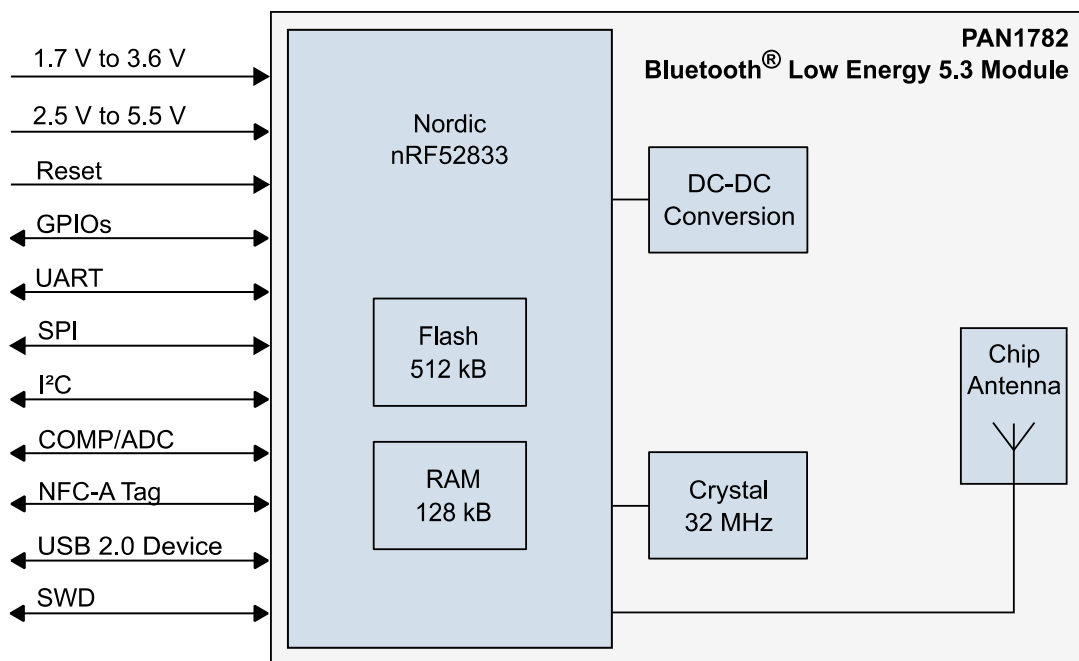 PAN1782
Bluetooth® Low Energy 5.3 Module
1.7 V to 3.6 V
2.5 V to 5.5 V
Reset
GPIOs
UART
SPI
I²C
COMP/ADC
NFC-A Tag
USB 2.0 Device
SWD
Nordic
nRF52833
Flash
512 kB
RAM
128 kB
DC-DC
Conversion
Crystal
32 MHz
Chip
Antenna